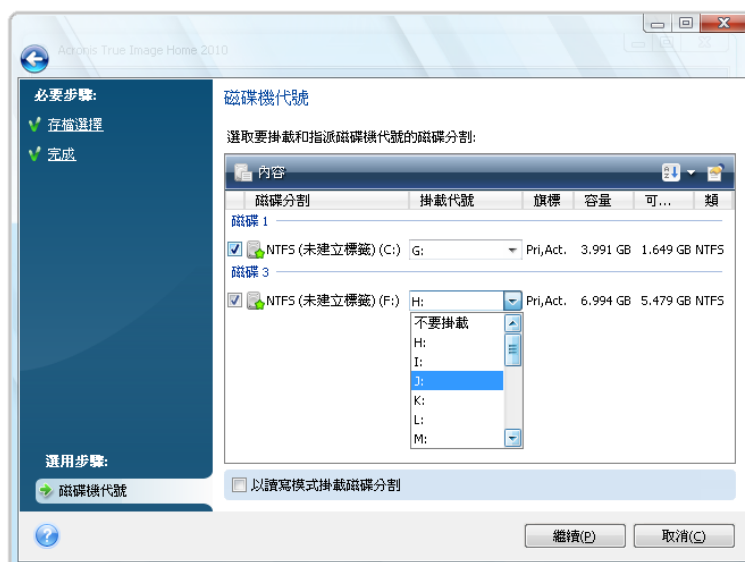 Acronis True Image Home 2010
必要步驟:
存檔選擇
完成
選用步驟:
磁碟機代號
磁碟機代號
選取要掛載和指派磁碟機代號的磁碟分割:
內容
磁碟分割 掛載代號 旗標 容量 可... 類
磁碟 1
NTFS (未建立標籤) (C:) G: Pri,Act. 3.991 GB 1.649 GB NTFS
磁碟 3
NTFS (未建立標籤) (F:) H: Pri,Act. 6.994 GB 5.479 GB NTFS
不要掛載
H:
I:
J:
K:
L:
M:
以讀寫模式掛載磁碟分割
繼續(P) 取消(C)